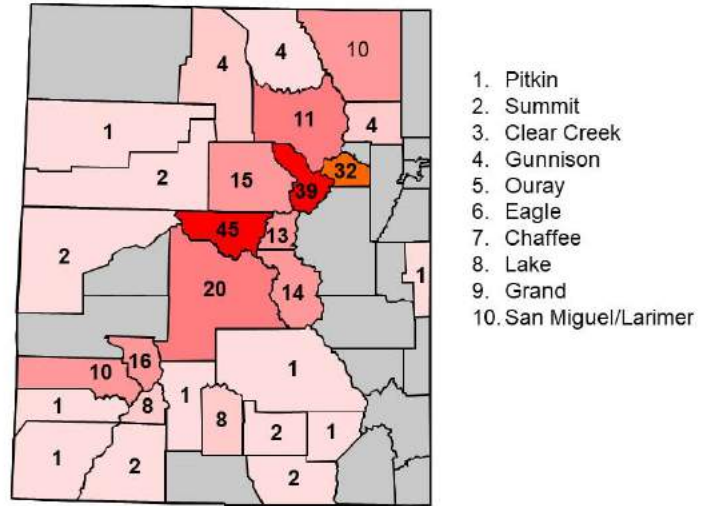 4
4
10
1
11
4
2
15
39
32
2
45
13
1
20
14
10
16
1
1
8
1
8
2
1
1
2
2
1. Pitkin
2. Summit
3. Clear Creek
4. Gunnison
5. Ouray
6. Eagle
7. Chaffee
8. Lake
9. Grand
10. San Miguel/Larimer